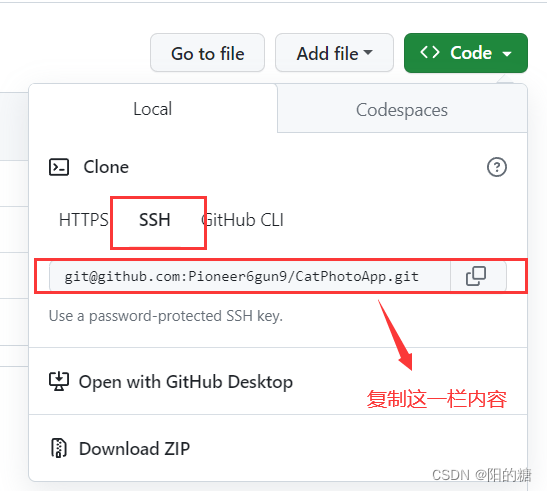 Go to file Add file Code
Local Codespaces
Clone
HTTPS SSH GitHub CLI
git@github.com:Pioneer6gun9/CatPhotoApp.git
Use a password-protected SSH key.
Open with GitHub Desktop
复制这一栏内容
Download ZIP
CSDN @阳的糖